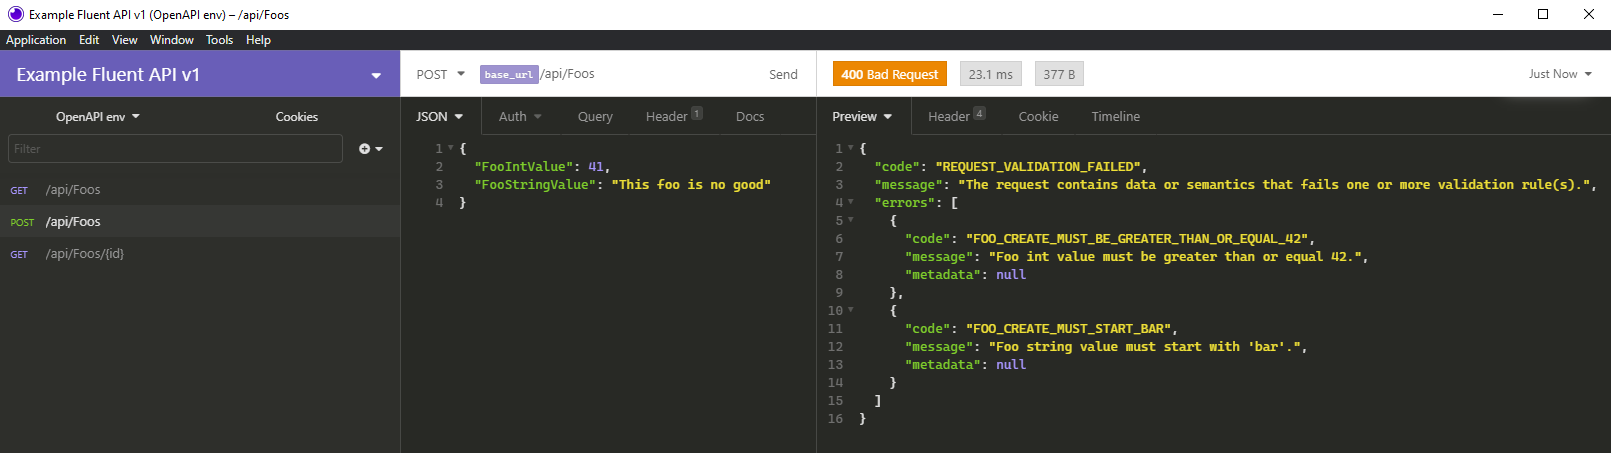 Example Fluent API v1 (OpenAPI env) – /api/Foos
Application Edit View Window Tools Help
Example Fluent API v1
OpenAPI env Cookies
Filter
GET /api/Foos
POST /api/Foos
GET /api/Foos/{id}
POST base_url/api/Foos Send
JSON Auth Query Header 1 Docs
1 {
2 "FooIntValue": 41,
3 "FooStringValue": "This foo is no good"
4 }
400 Bad Request 23.1 ms 377 B Just Now
Preview Header 4 Cookie Timeline
1 {
2 "code": "REQUEST_VALIDATION_FAILED",
3 "message": "The request contains data or semantics that fails one or more validation rule(s).",
4 "errors": [
5 {
6 "code": "FOO_CREATE_MUST_BE_GREATER_THAN_OR_EQUAL_42",
7 "message": "Foo int value must be greater than or equal 42.",
8 "metadata": null
9 },
10 {
11 "code": "FOO_CREATE_MUST_START_BAR",
12 "message": "Foo string value must start with 'bar'.",
13 "metadata": null
14 }
15 ]
16 }